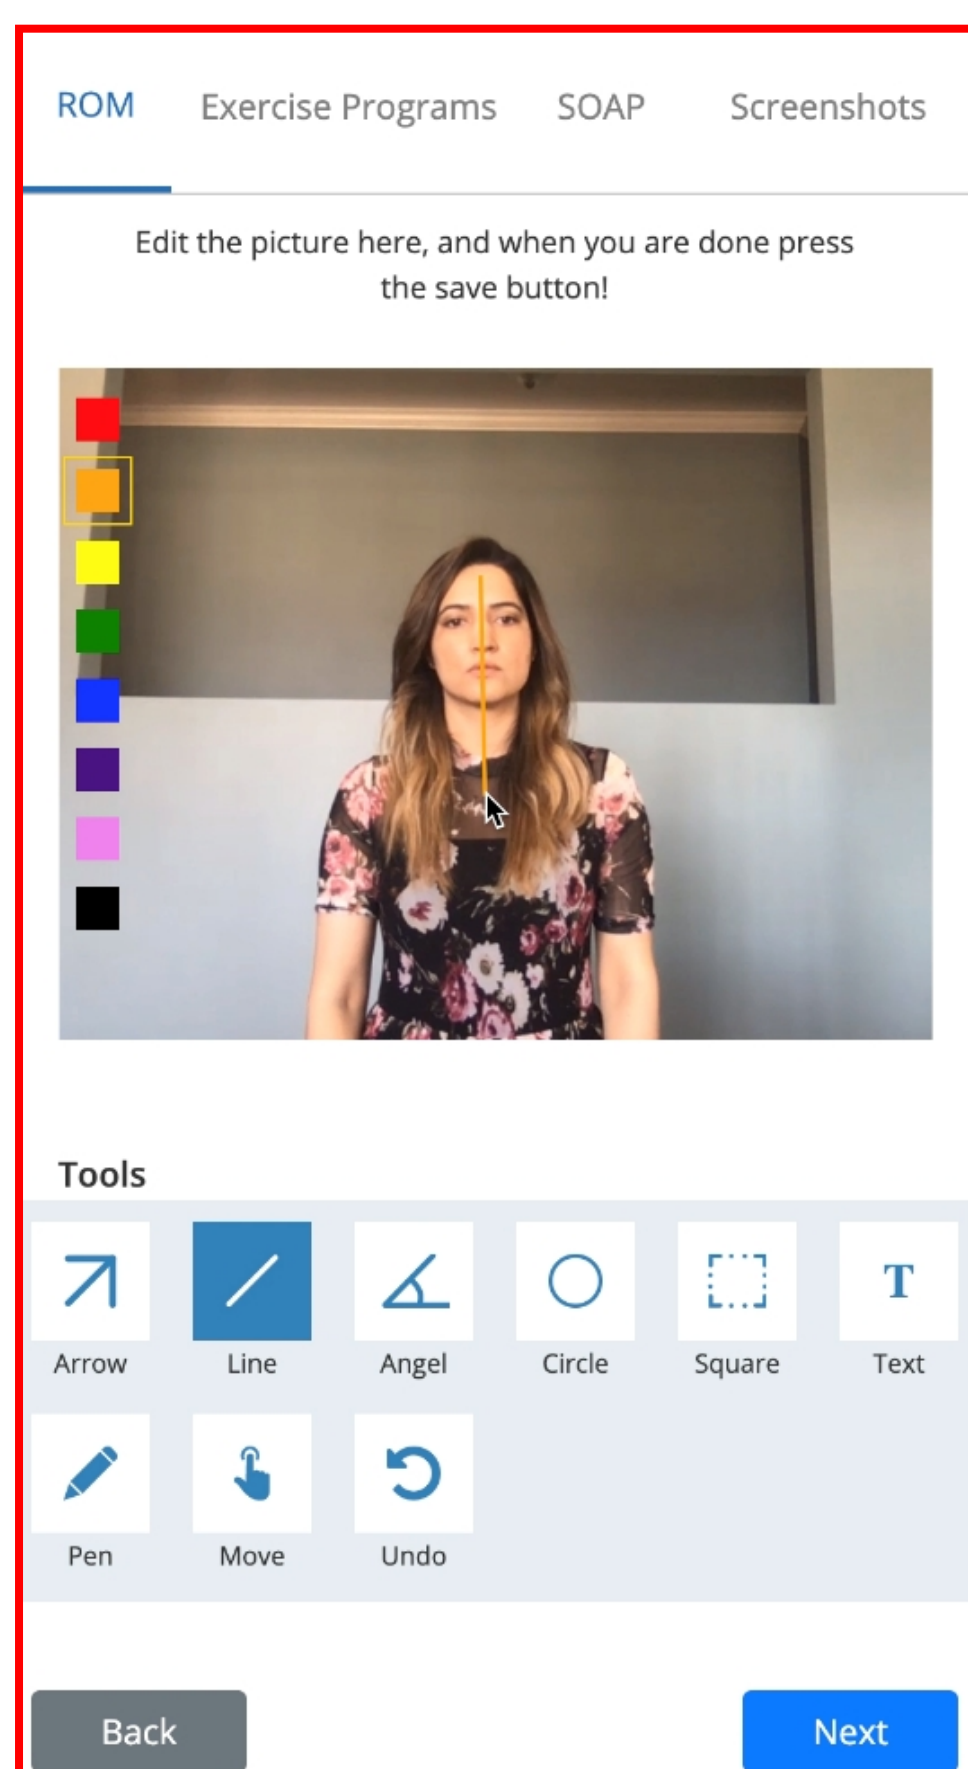 ROM Exercise Programs SOAP Screenshots
Edit the picture here, and when you are done press
the save button!
Tools
T
Arrow Line Angel Circle Square Text
Pen Move Undo
Back Next